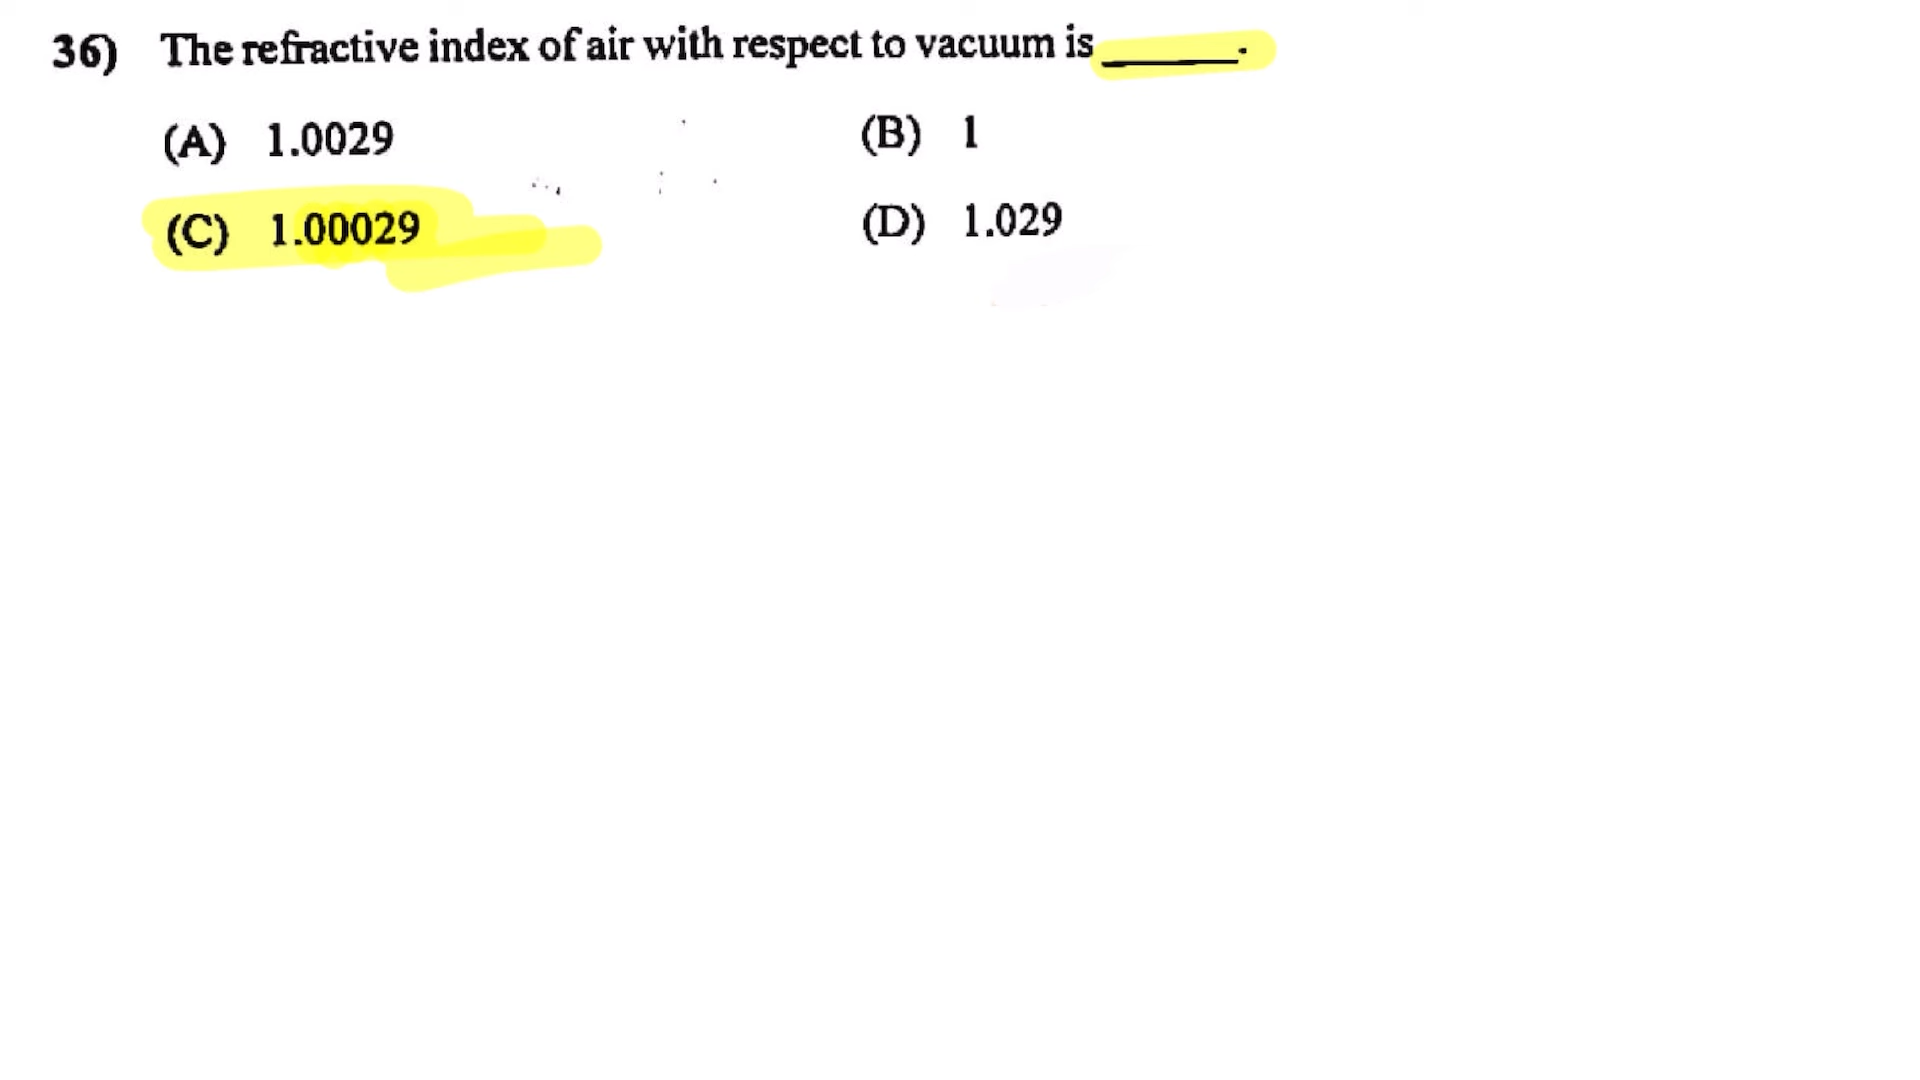 36) The refractive index of air with respect to vacuum is ______.
(A) 1.0029 (B) 1
(C) 1.00029 (D) 1.029